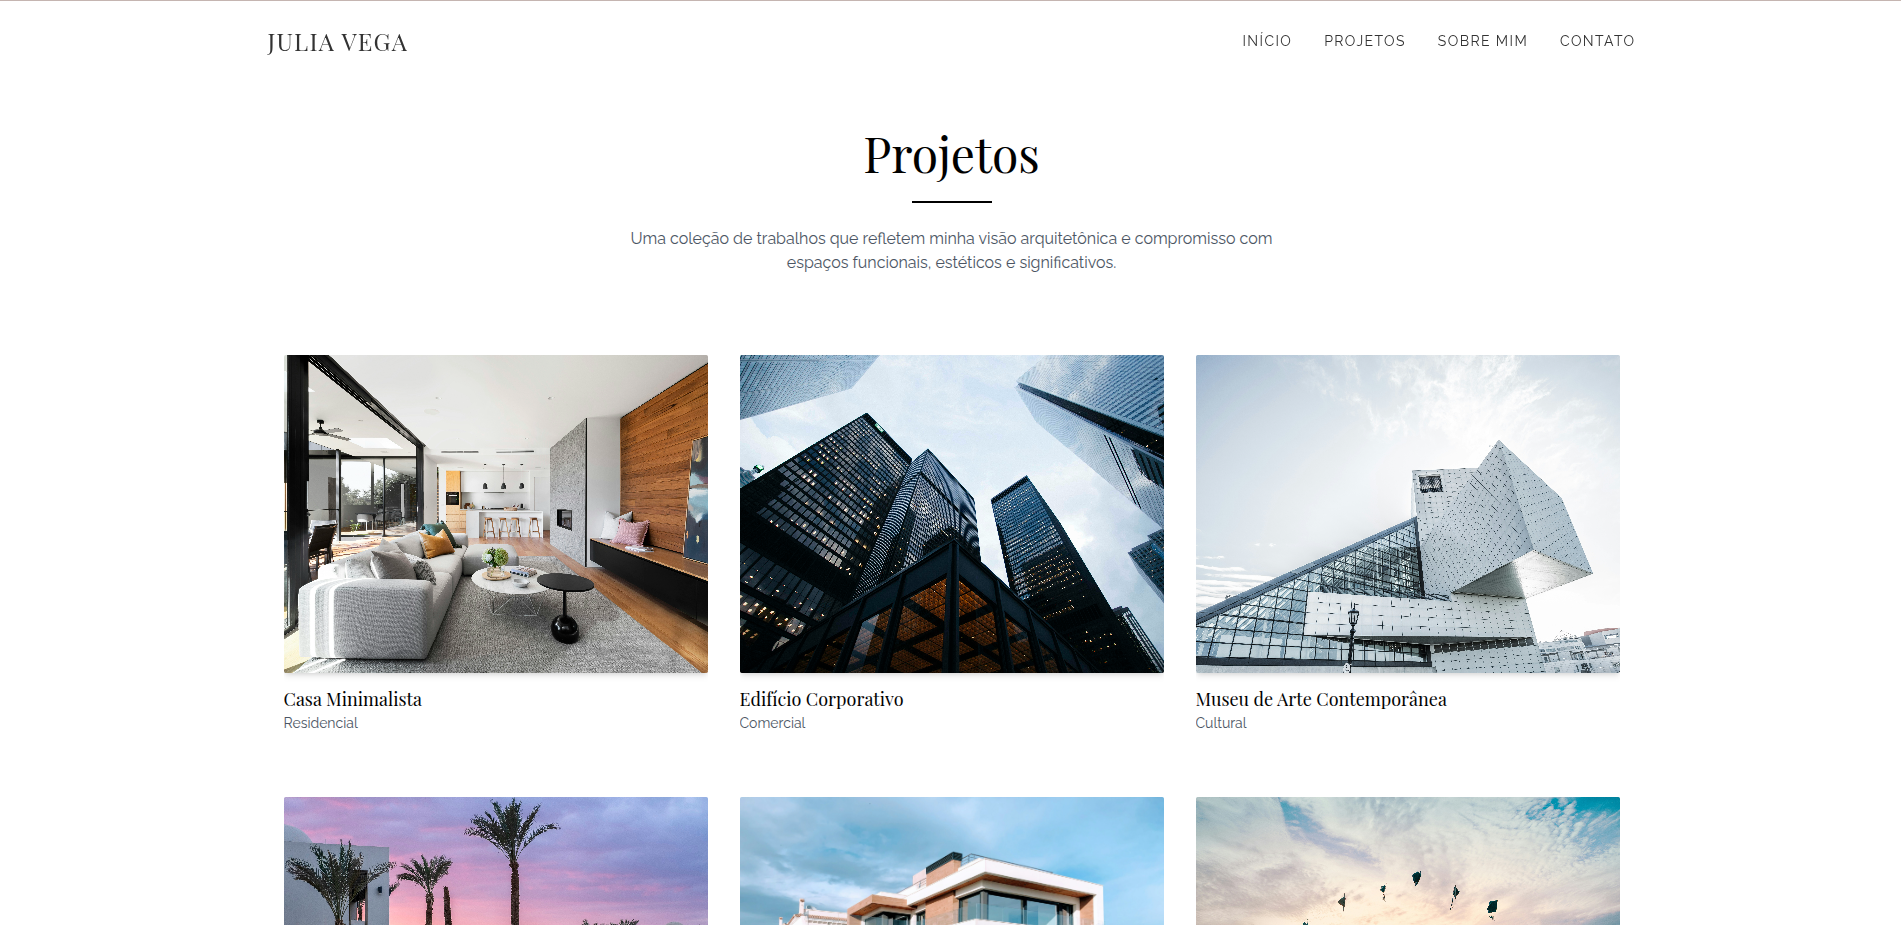 JULIA VEGA
INÍCIO PROJETOS SOBRE MIM CONTATO
Projetos
Uma coleção de trabalhos que refletem minha visão arquitetônica e compromisso com
espaços funcionais, estéticos e significativos.
Casa Minimalista
Residencial
Edifício Corporativo
Comercial
Museu de Arte Contemporânea
Cultural